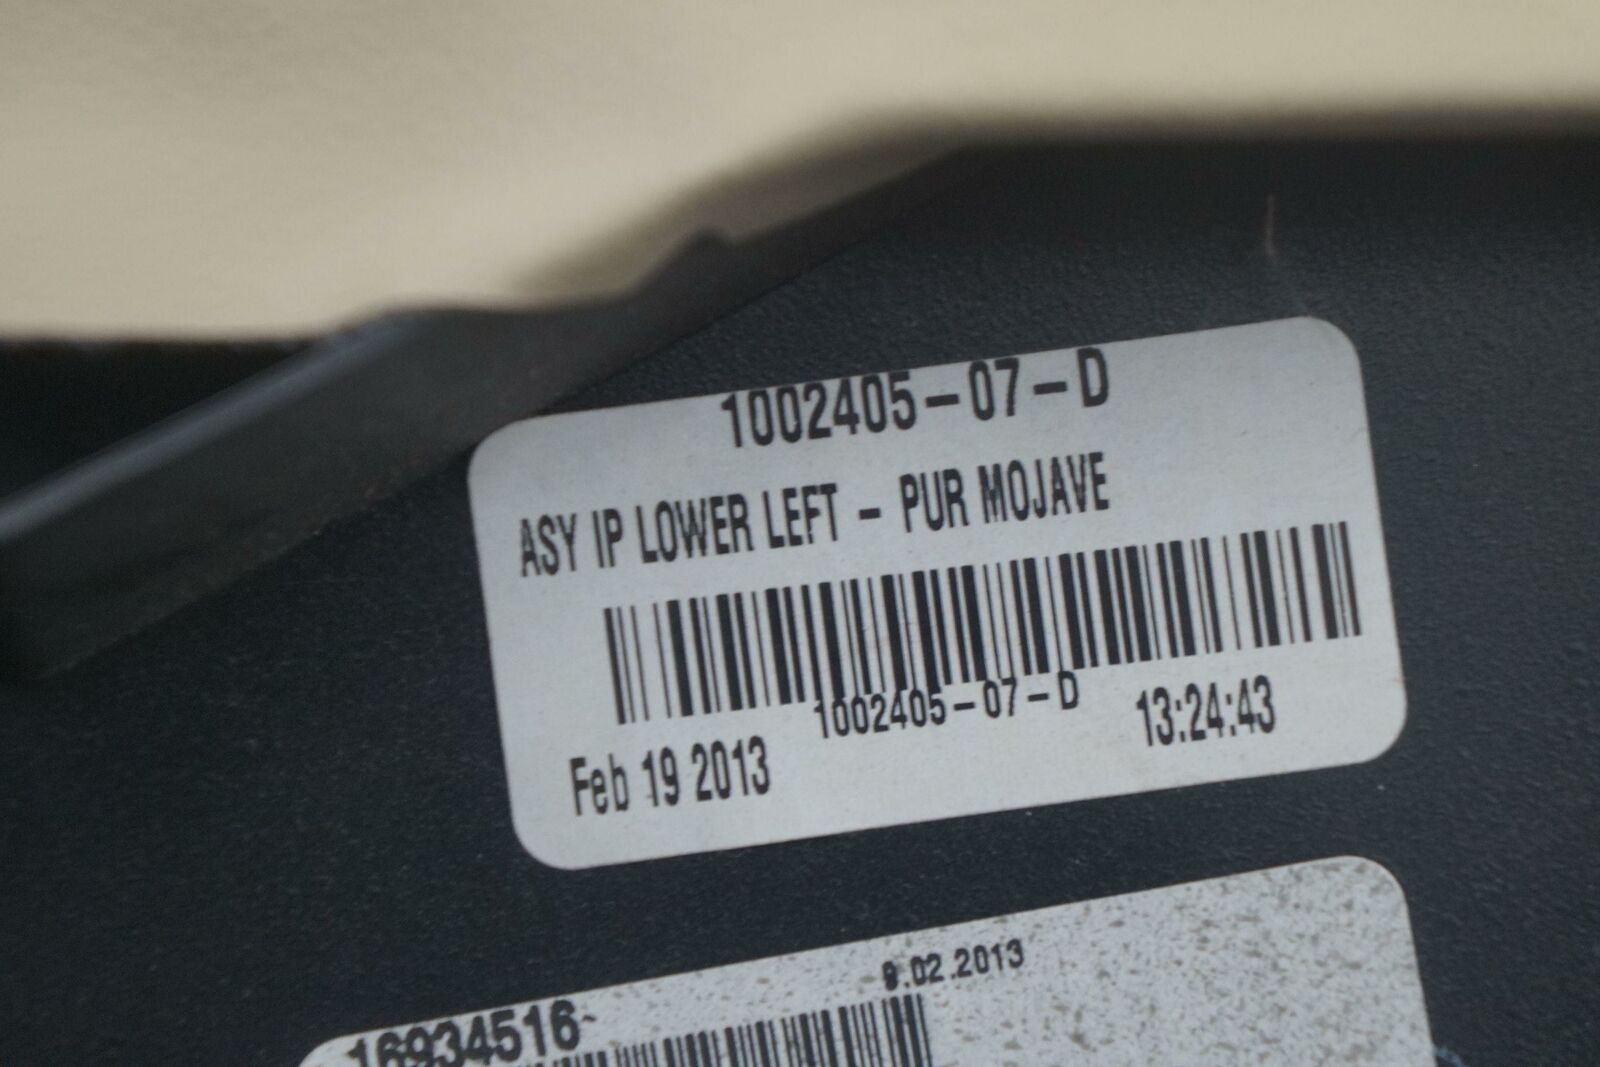 1002405-07-D
ASY IP LOWER LEFT - PUR MOJAVE
1002405-07-D
Feb 19 2013 13:24:43
9.02.2013
16934516